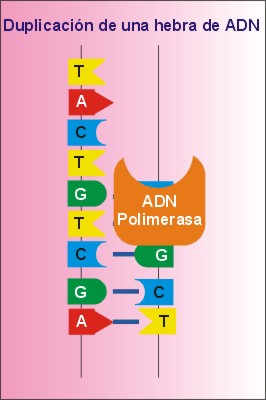 Duplicación de una hebra de ADN
T
A
C
T
G
T
C G
G C
A T
ADN
Polimerasa